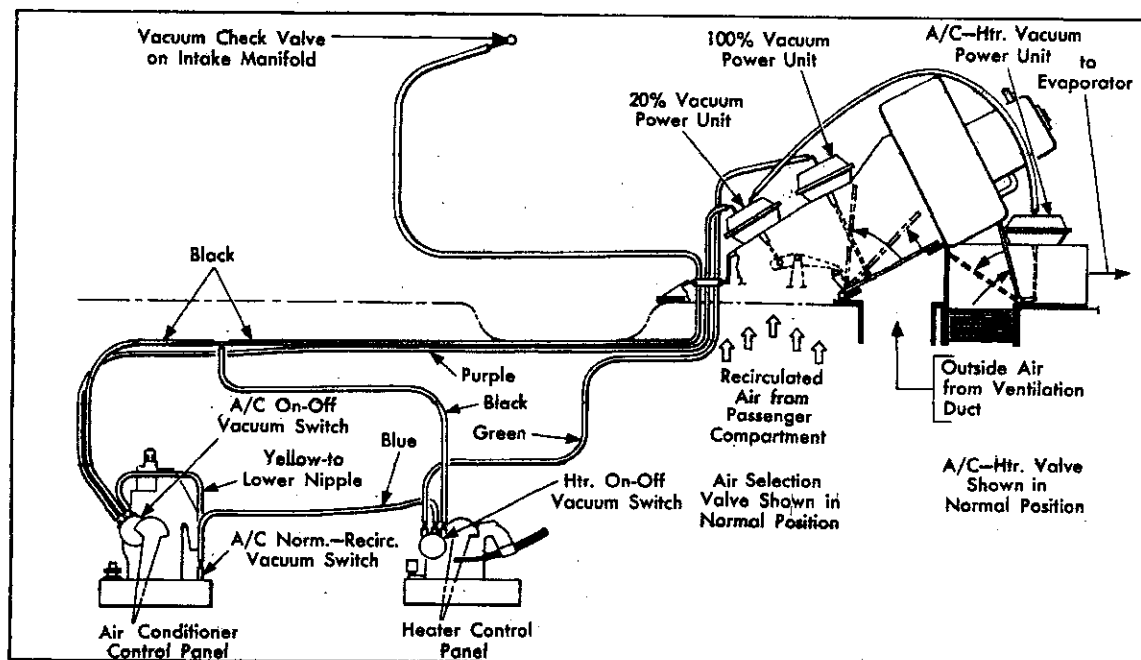 Vacuum Check Valve
on Intake Manifold
100% Vacuum
Power Unit
A/C—Htr. Vacuum
Power Unit
to
Evaporator
20% Vacuum
Power Unit
Black
Purple
Black
Green
A/C On-Off
Vacuum Switch
Blue
Yellow-to
Lower Nipple
Htr. On-Off
Vacuum Switch
A/C Norm.—Recirc.
Vacuum Switch
Air Conditioner
Control Panel
Heater Control
Panel
Recirculated
Air from
Passenger
Compartment
Air Selection
Valve Shown in
Normal Position
Outside Air
from Ventilation
Duct
A/C—Htr. Valve
Shown in
Normal Position